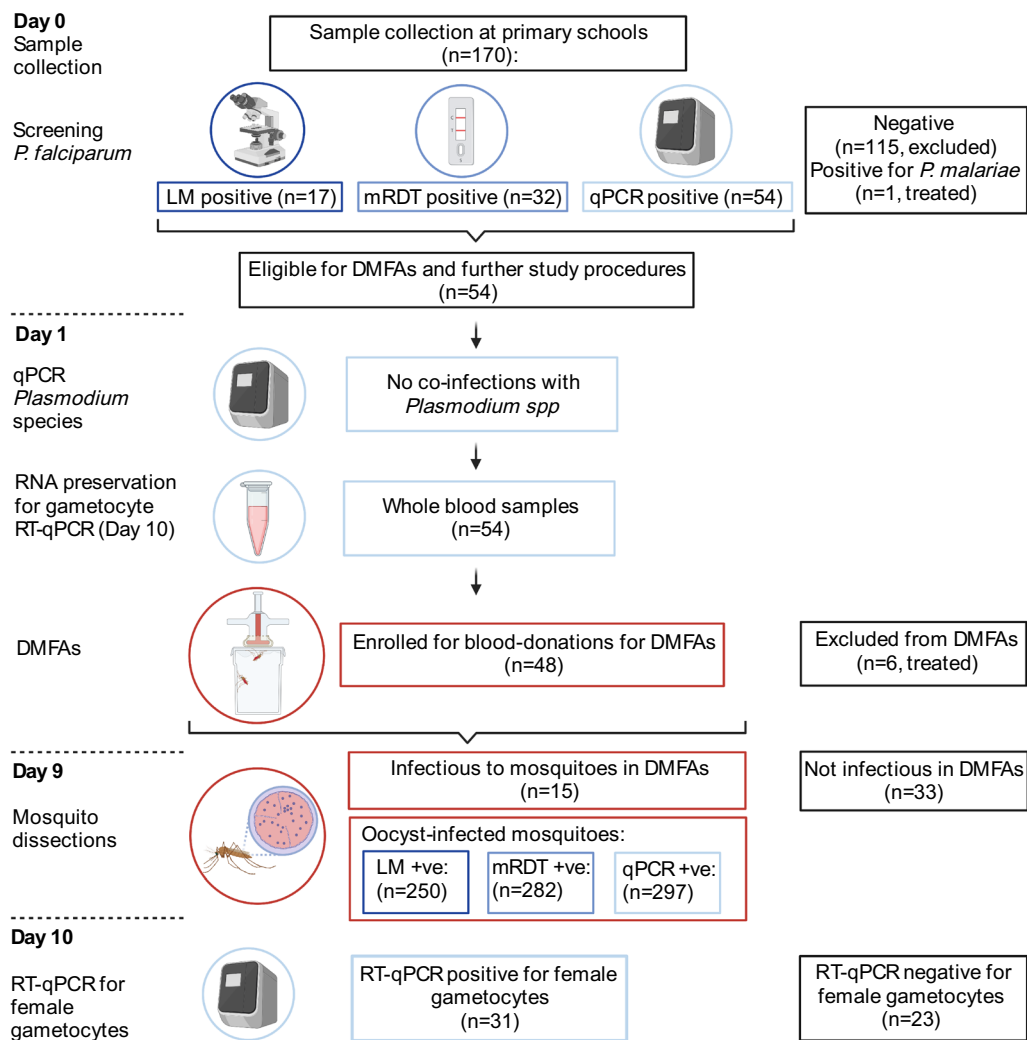 Day 0
Sample
collection
Sample collection at primary schools
(n=170):
Screening
P. falciparum
LM positive (n=17)
mRDT positive (n=32)
qPCR positive (n=54)
Negative
(n=115, excluded)
Positive for P. malariae
(n=1, treated)
Eligible for DMFAs and further study procedures
(n=54)
Day 1
qPCR
Plasmodium
species
No co-infections with
Plasmodium spp
RNA preservation
for gametocyte
RT-qPCR (Day 10)
Whole blood samples
(n=54)
DMFAs
Enrolled for blood-donations for DMFAs
(n=48)
Excluded from DMFAs
(n=6, treated)
Day 9
Mosquito
dissections
Infectious to mosquitoes in DMFAs
(n=15)
Not infectious in DMFAs
(n=33)
Oocyst-infected mosquitoes:
LM +ve:
(n=250)
mRDT +ve:
(n=282)
qPCR +ve:
(n=297)
Day 10
RT-qPCR for
female
gametocytes
RT-qPCR positive for female
gametocytes
(n=31)
RT-qPCR negative for
female gametocytes
(n=23)